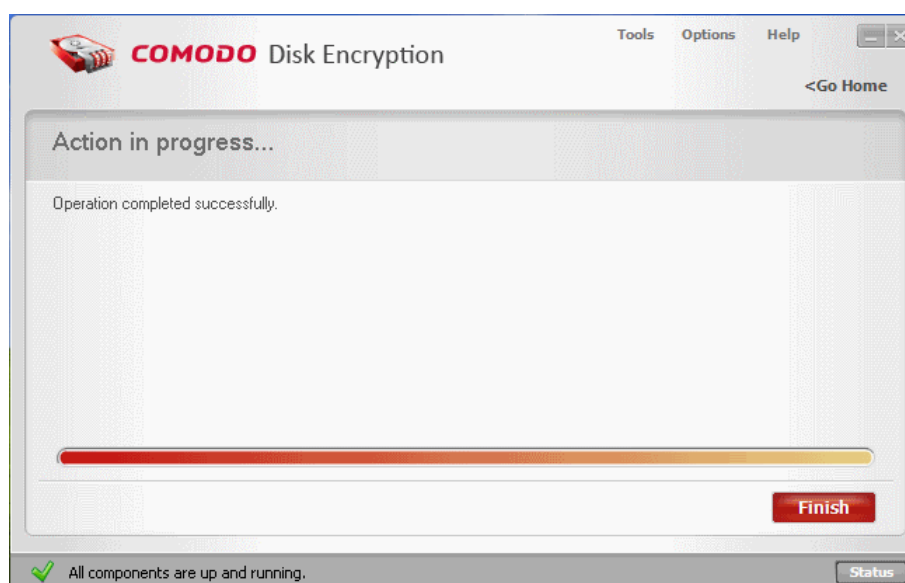 COMODO Disk Encryption
Tools Options Help
<Go Home
Action in progress...
Operation completed successfully.
Finish
All components are up and running.
Status